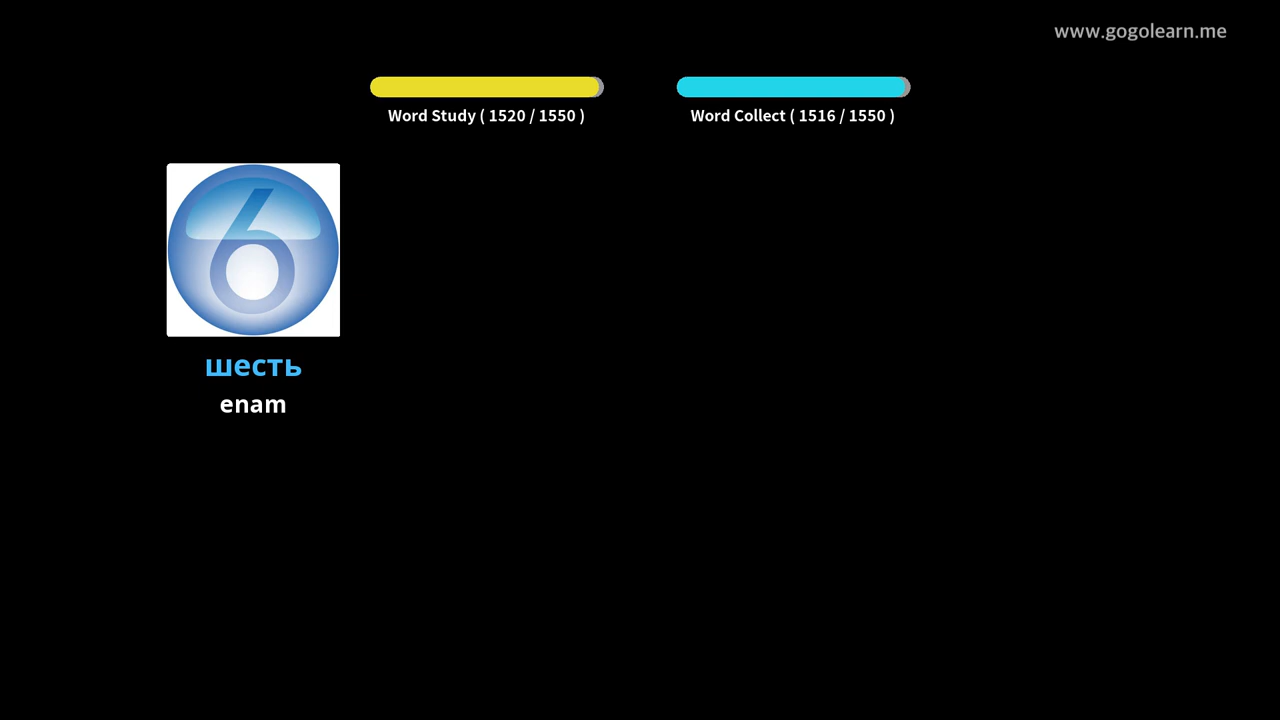 www.gogolearn.me
Word Study ( 1520 / 1550 )
Word Collect ( 1516 / 1550 )
6
шесть
enam